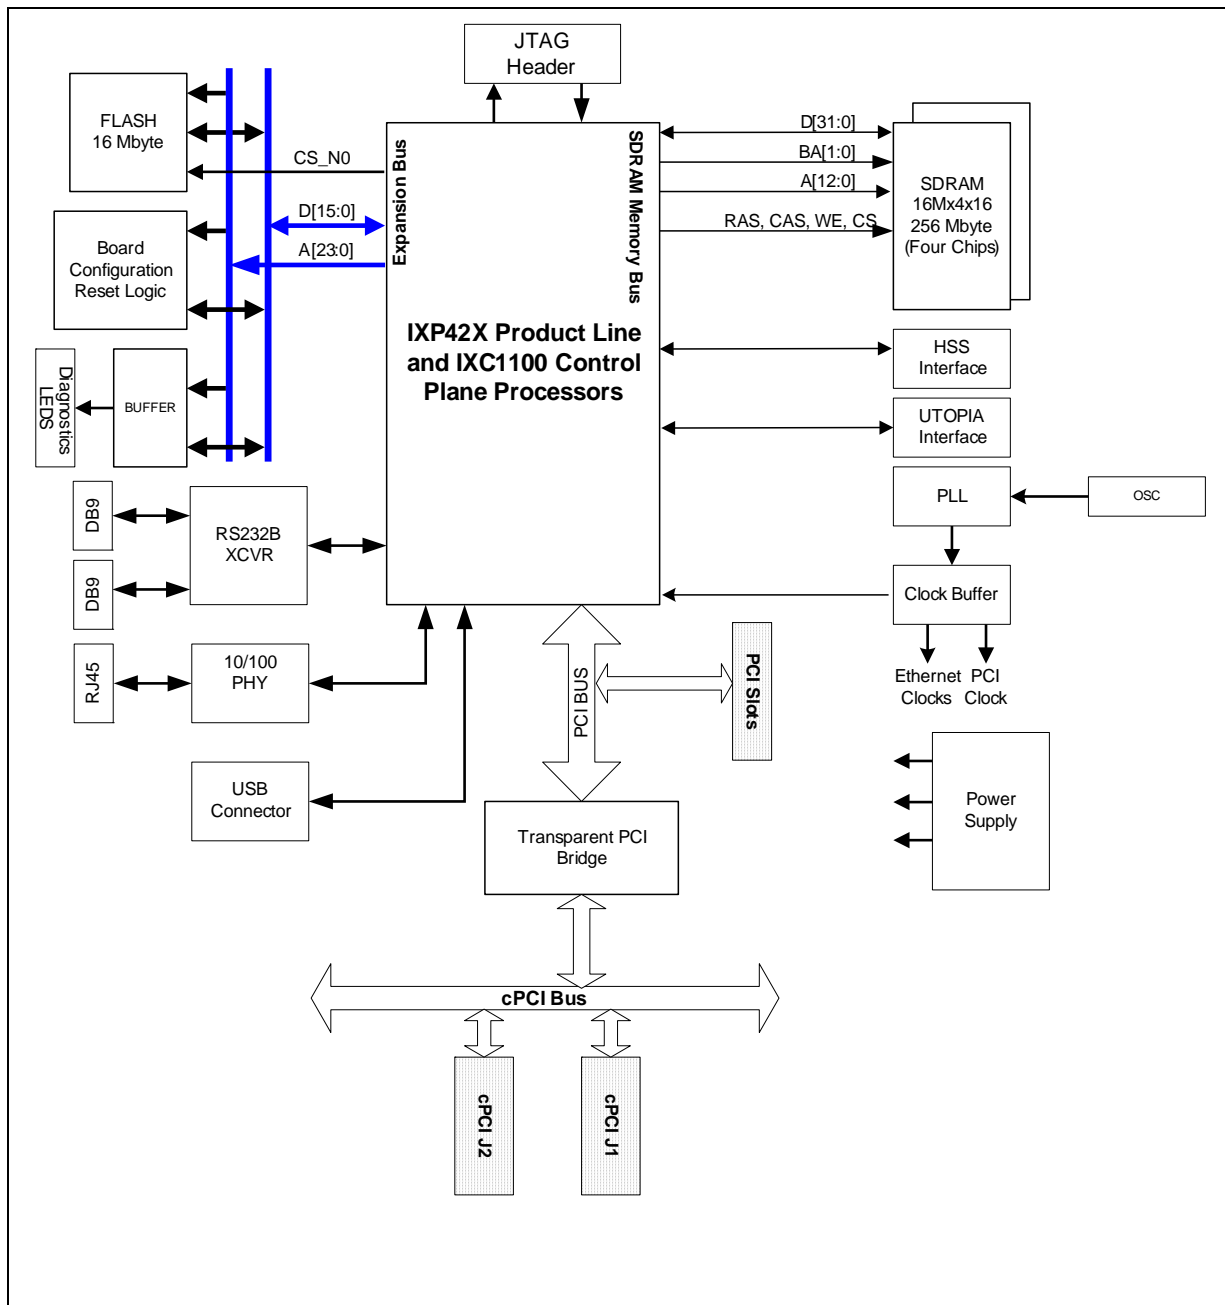 JTAG
Header
FLASH
16 Mbyte
CS_N0
D[15:0]
A[23:0]
Expansion Bus
SDRAM Memory Bus
D[31:0]
BA[1:0]
A[12:0]
RAS, CAS, WE, CS
SDRAM
16Mx4x16
256 Mbyte
(Four Chips)
Board
Configuration
Reset Logic
IXP42X Product Line
and IXC1100 Control
Plane Processors
HSS
Interface
Diagnostics
LEDS
BUFFER
UTOPIA
Interface
PLL
OSC
DB9
RS232B
XCVR
DB9
Clock Buffer
Ethernet
Clocks
PCI
Clock
RJ45
10/100
PHY
PCI BUS
PCI Slots
USB
Connector
Power
Supply
Transparent PCI
Bridge
cPCI Bus
cPCI J2
cPCI J1